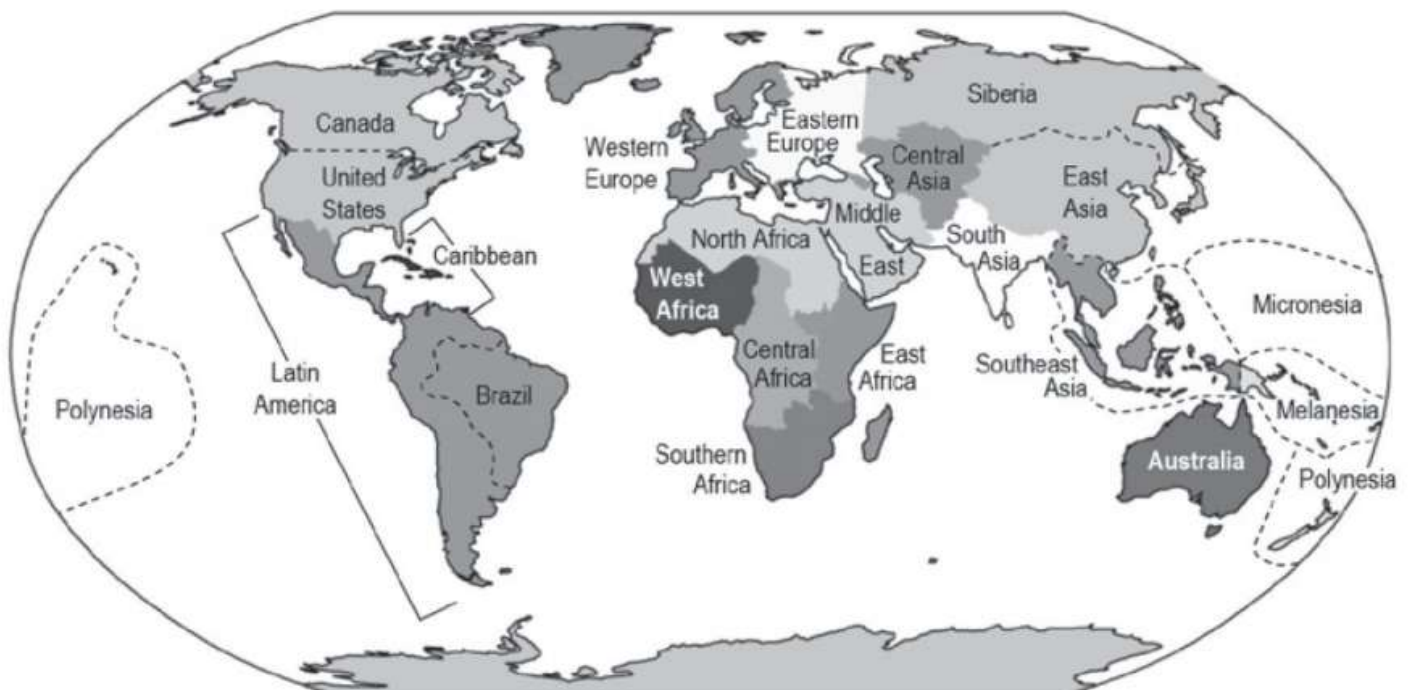 Canada
United
States
Caribbean
Latin
America
Brazil
Polynesia
Western
Europe
Eastern
Europe
Siberia
Central
Asia
East
Asia
Middle
East
South
Asia
North Africa
West
Africa
Central
Africa
East
Africa
Southern
Africa
Southeast
Asia
Micronesia
Melanesia
Australia
Polynesia